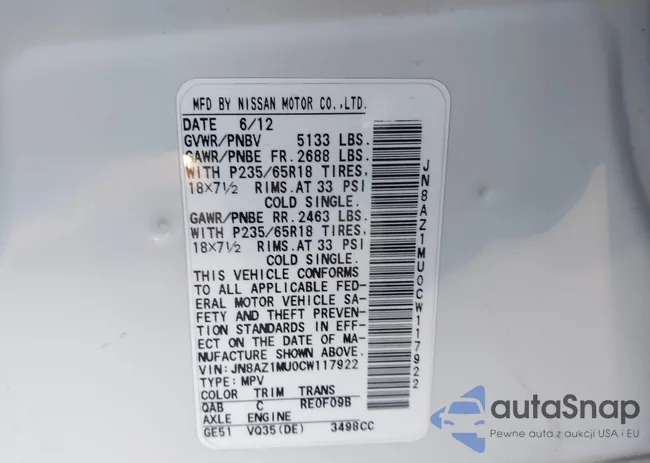 MFD BY NISSAN MOTOR CO.,LTD.
DATE 6/12
GVWR/PNBV 5133 LBS.
GAWR/PNBE FR. 2688 LBS.
WITH P235/65R18 TIRES,
18X7½ RIMS.AT 33 PSI
COLD SINGLE.
GAWR/PNBE RR. 2463 LBS.
WITH P235/65R18 TIRES,
18X7½ RIMS.AT 33 PSI
COLD SINGLE.
THIS VEHICLE CONFORMS
TO ALL APPLICABLE FED-
ERAL MOTOR VEHICLE SA-
FETY AND THEFT PREVEN-
TION STANDARDS IN EFF-
ECT ON THE DATE OF MA-
NUFACTURE SHOWN ABOVE.
VIN: JN8AZ1MU0CW117922
TYPE: MPV
COLOR TRIM TRANS
QAB C RE0F09B
AXLE ENGINE
GE51 VQ35(DE) 3498CC
JN8AZ1MU0CW117922
autoSnap
Pewne auta z aukcji USA i EU